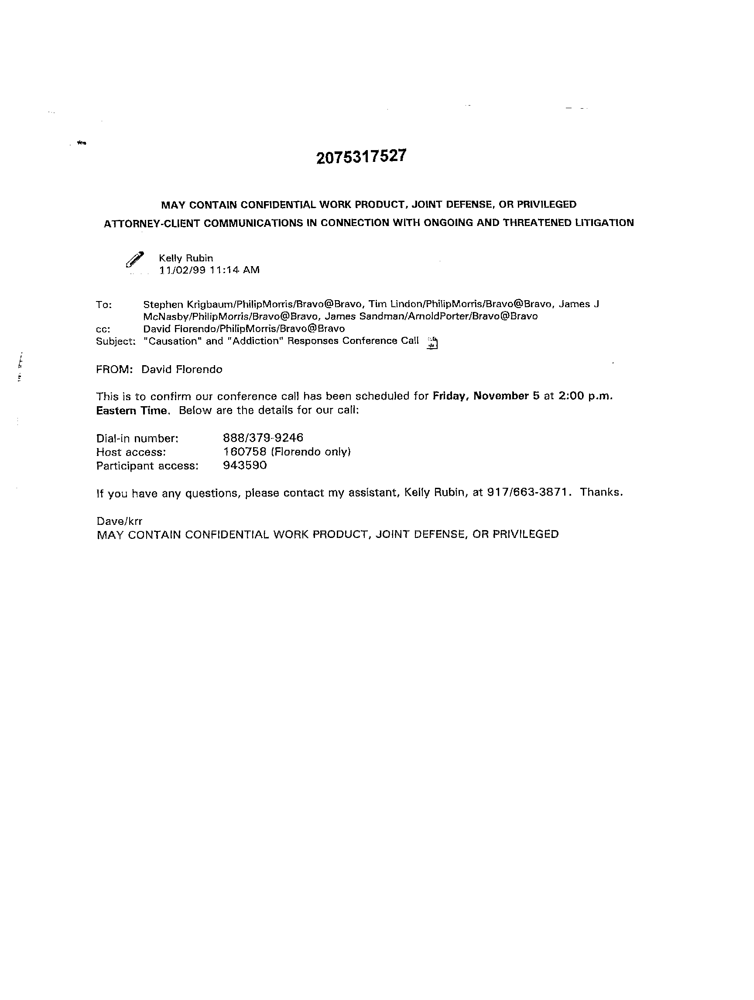 2075317527
MAY CONTAIN CONFIDENTIAL WORK PRODUCT, JOINT DEFENSE, OR PRIVILEGED
ATTORNEY-CLIENT COMMUNICATIONS IN CONNECTION WITH ONGOING AND THREATENED LITIGATION
Kelly Rubin
11/02/99 11:14 AM
To: Stephen Krigbaum/PhilipMorris/Bravo@Bravo, Tim Lindon/PhilipMorris/Bravo@Bravo, James J
McNasby/PhilipMorris/Bravo@Bravo, James Sandman/ArnoldPorter/Bravo@Bravo
cc: David Florendo/PhilipMorris/Bravo@Bravo
Subject: "Causation" and "Addiction" Responses Conference Call
FROM: David Florendo
This is to confirm our conference call has been scheduled for Friday, November 5 at 2:00 p.m.
Eastern Time. Below are the details for our call:
Dial-in number: 888/379-9246
Host access: 160758 (Florendo only)
Participant access: 943590
If you have any questions, please contact my assistant, Kelly Rubin, at 917/663-3871. Thanks.
Dave/krr
MAY CONTAIN CONFIDENTIAL WORK PRODUCT, JOINT DEFENSE, OR PRIVILEGED